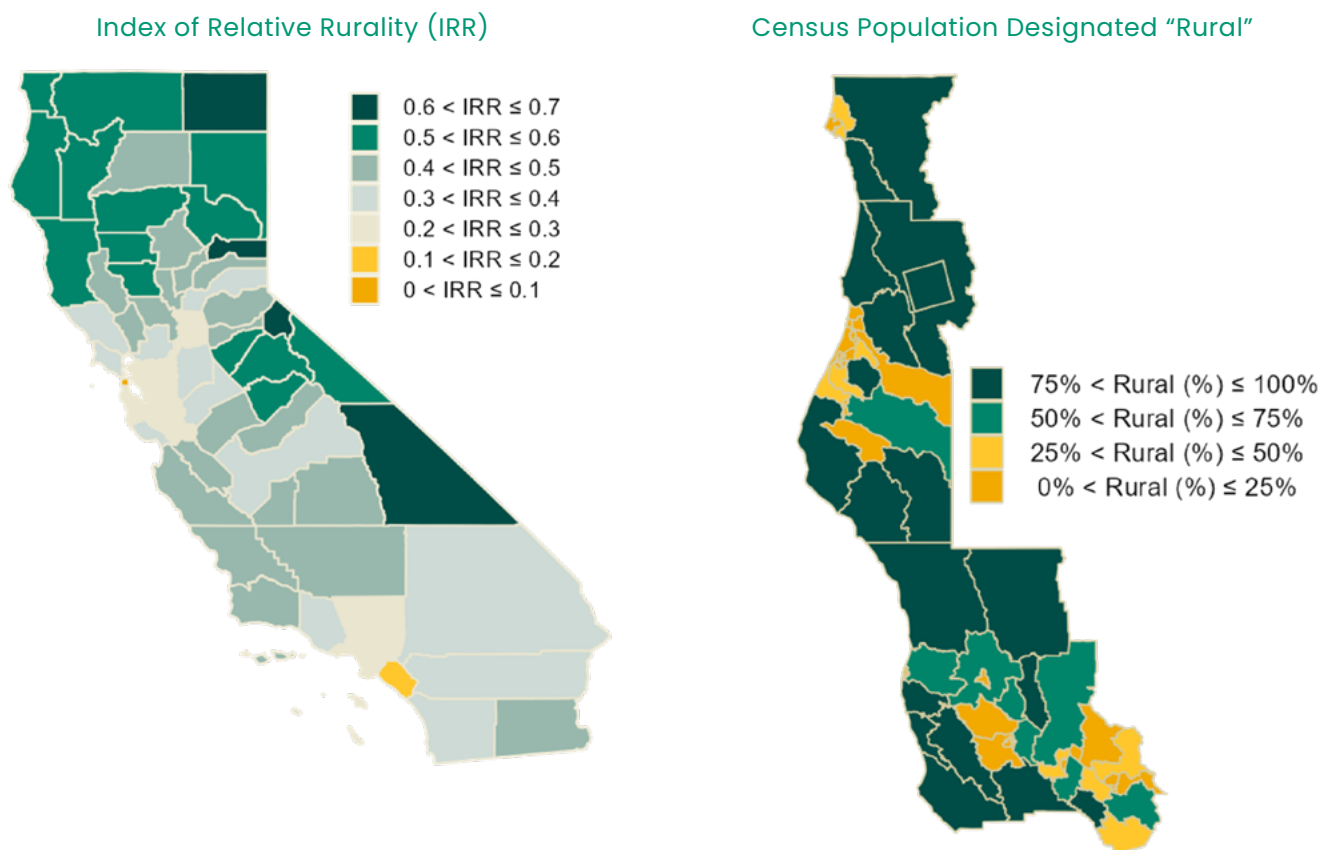 Index of Relative Rurality (IRR)
0.6 < IRR ≤ 0.7
0.5 < IRR ≤ 0.6
0.4 < IRR ≤ 0.5
0.3 < IRR ≤ 0.4
0.2 < IRR ≤ 0.3
0.1 < IRR ≤ 0.2
0 < IRR ≤ 0.1
Census Population Designated “Rural”
75% < Rural (%) ≤ 100%
50% < Rural (%) ≤ 75%
25% < Rural (%) ≤ 50%
0% < Rural (%) ≤ 25%